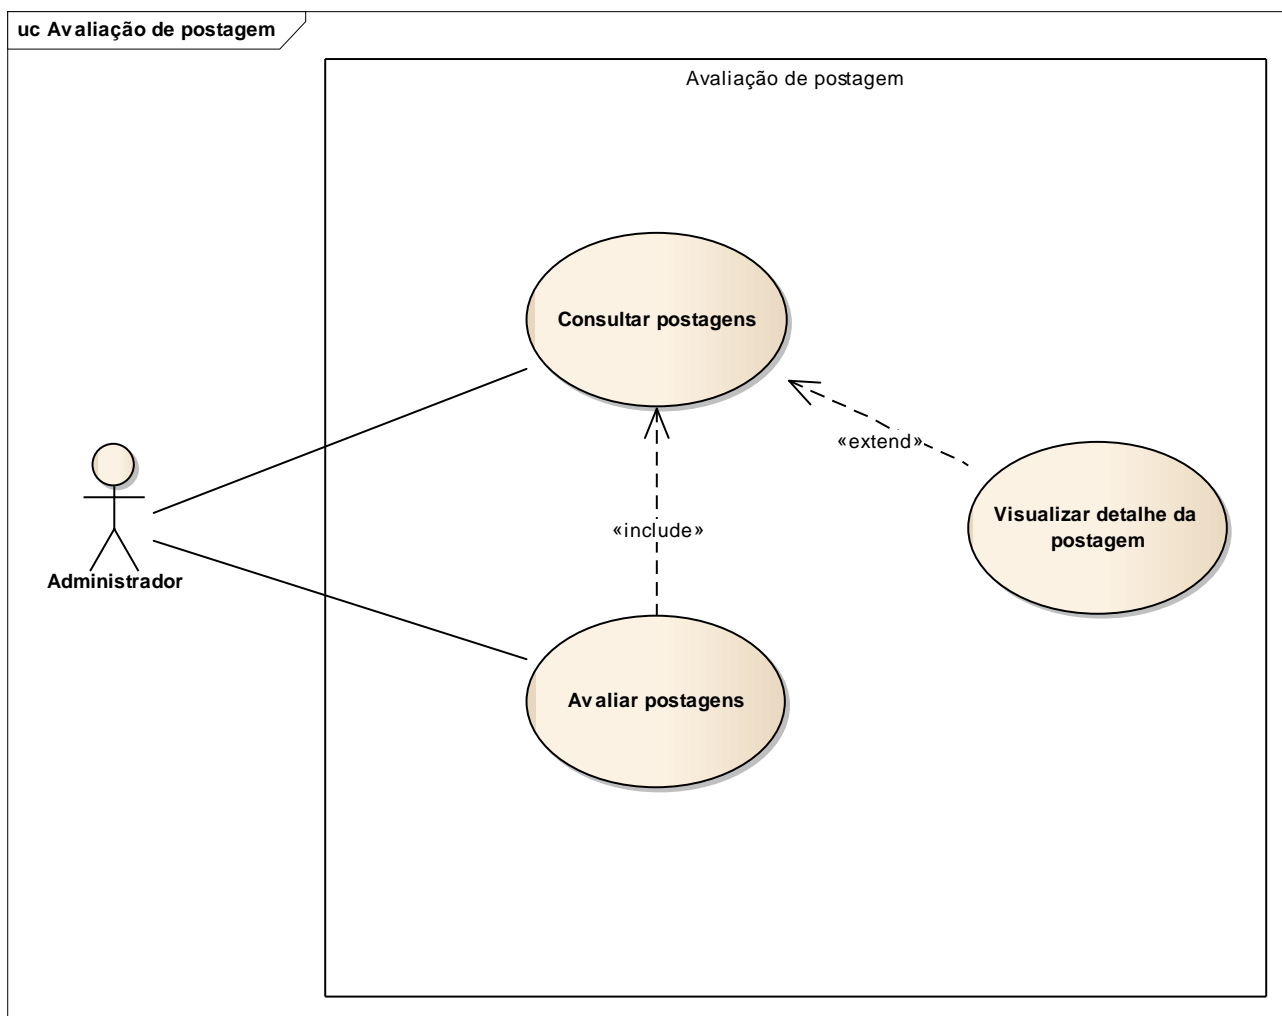 uc Avaliação de postagem
Avaliação de postagem
Consultar postagens
«extend»
Visualizar detalhe da
postagem
«include»
Administrador
Avaliar postagens